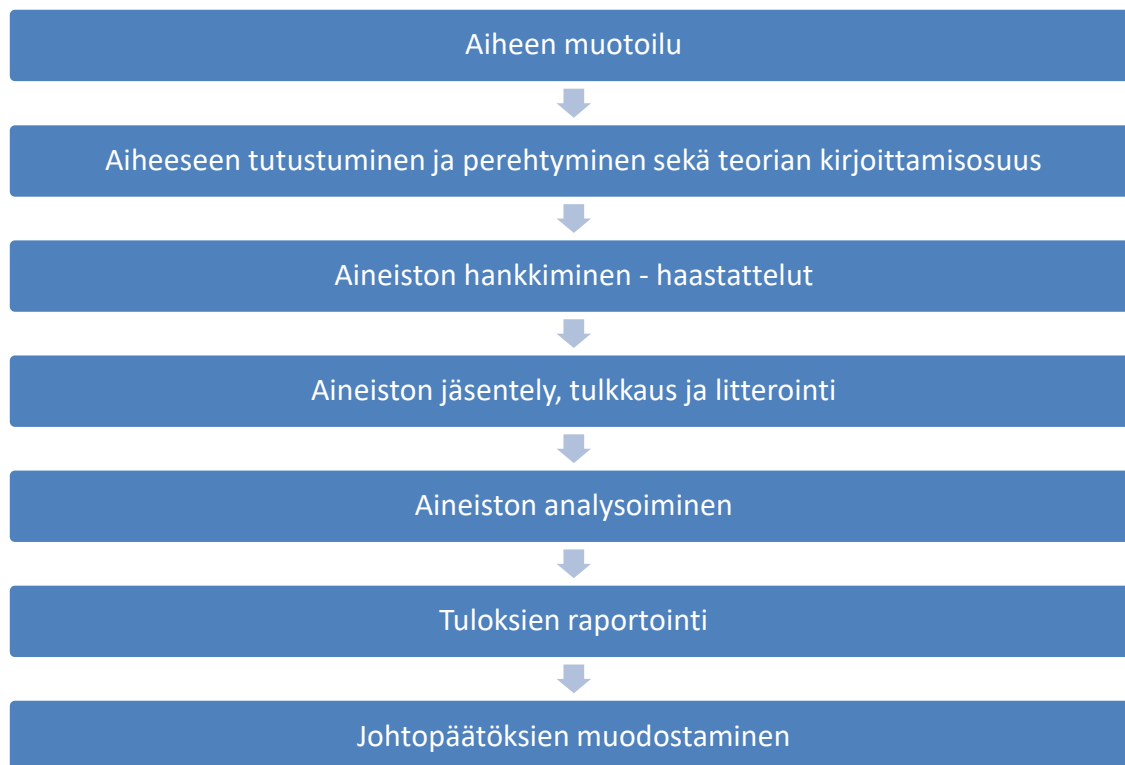 Aiheen muotoilu
Aiheeseen tutustuminen ja perehtyminen sekä teorian kirjoittamisosuus
Aineiston hankkiminen - haastattelut
Aineiston jäsentely, tulkkaus ja litterointi
Aineiston analysoiminen
Tuloksien raportointi
Johtopäätöksien muodostaminen